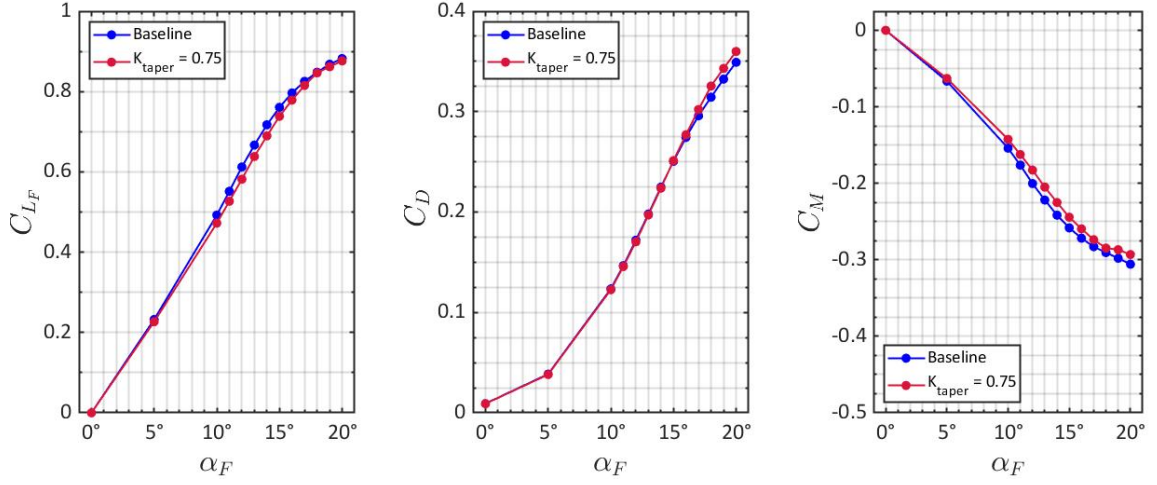 1
0.8
0.6
0.4
0.2
0
0° 5° 10° 15° 20°
C_{L_F}
α_F
Baseline
K_taper = 0.75
0.4
0.3
0.2
0.1
0
0° 5° 10° 15° 20°
C_D
α_F
Baseline
K_taper = 0.75
0
-0.1
-0.2
-0.3
-0.4
-0.5
0° 5° 10° 15° 20°
C_M
α_F
Baseline
K_taper = 0.75